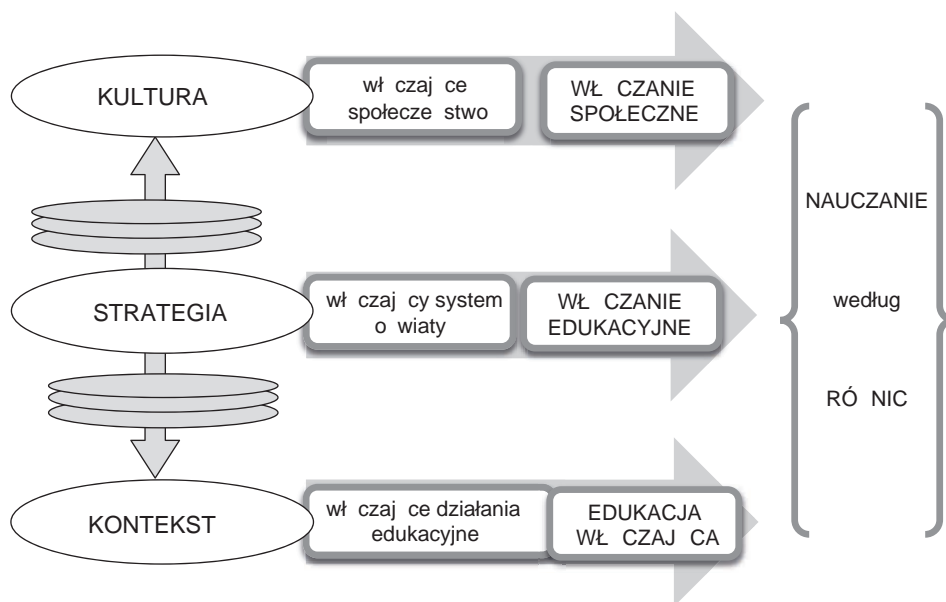 KULTURA
wł czaj ce
społecze stwo
WŁ CZANIE
SPOŁECZNE
STRATEGIA
wł czaj cy system
o wiaty
WŁ CZANIE
EDUKACYJNE
KONTEKST
wł czaj ce działania
edukacyjne
EDUKACJA
WŁ CZAJ CA
NAUCZANIE
według
RÓ NIC